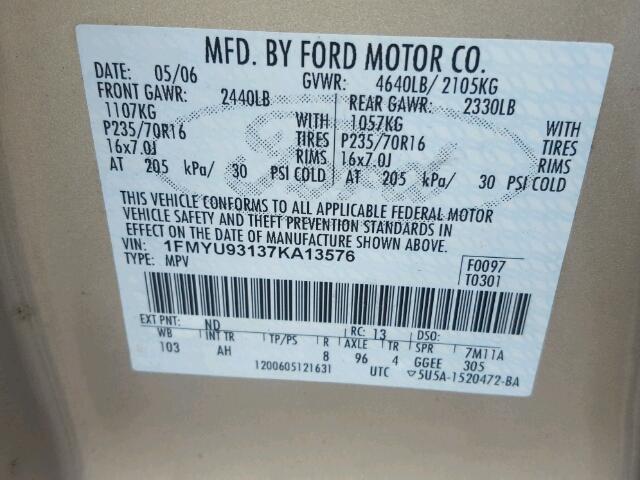 MFD. BY FORD MOTOR CO.
DATE: 05/06 GVWR: 4640LB/ 2105KG
FRONT GAWR: 2440LB REAR GAWR: 2330LB
1107KG WITH 1057KG WITH
P235/70R16 TIRES P235/70R16 TIRES
16x7.0J RIMS 16x7.0J RIMS
AT 205 kPa/ 30 PSI COLD AT 205 kPa/ 30 PSI COLD
THIS VEHICLE CONFORMS TO ALL APPLICABLE FEDERAL MOTOR
VEHICLE SAFETY AND THEFT PREVENTION STANDARDS IN
EFFECT ON THE DATE OF MANUFACTURE SHOWN ABOVE.
VIN: 1FMYU93137KA13576
TYPE: MPV
F0097
T0301
EXT PNT: ND RC: 13 DSO:
WB INT TR TP/PS R AXLE TR SPR 7M11A
103 AH 8 96 4 GGEE 305
1200605121631 UTC ▽5U5A-1520472-BA
Ford